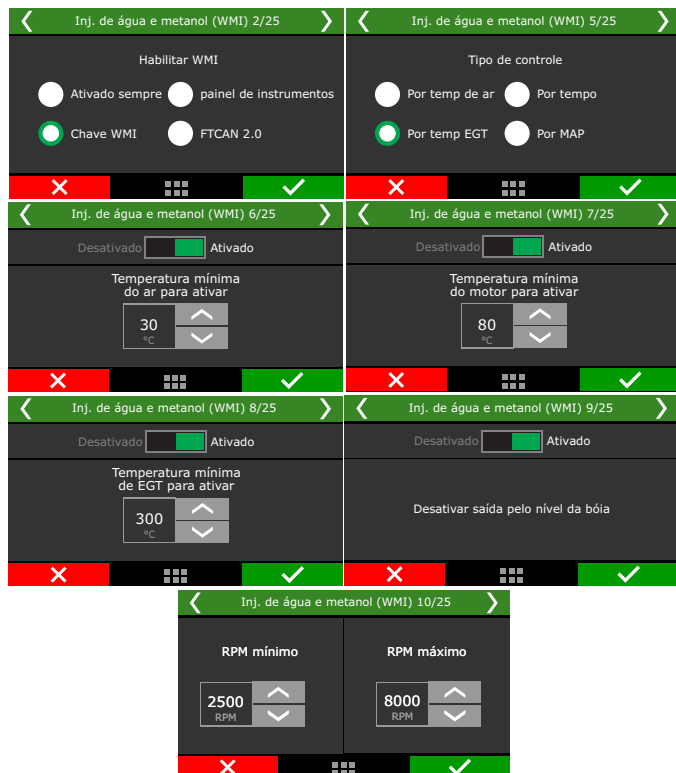 Inj. de água e metanol (WMI) 2/25
Habilitar WMI
Ativado sempre
painel de instrumentos
Chave WMI
FTCAN 2.0
Inj. de água e metanol (WMI) 5/25
Tipo de controle
Por temp de ar
Por tempo
Por temp EGT
Por MAP
Inj. de água e metanol (WMI) 6/25
Desativado
Ativado
Temperatura mínima
do ar para ativar
30
°C
Inj. de água e metanol (WMI) 7/25
Desativado
Ativado
Temperatura mínima
do motor para ativar
80
°C
Inj. de água e metanol (WMI) 8/25
Desativado
Ativado
Temperatura mínima
de EGT para ativar
300
°C
Inj. de água e metanol (WMI) 9/25
Desativado
Ativado
Desativar saída pelo nível da bóia
Inj. de água e metanol (WMI) 10/25
RPM mínimo
2500
RPM
RPM máximo
8000
RPM